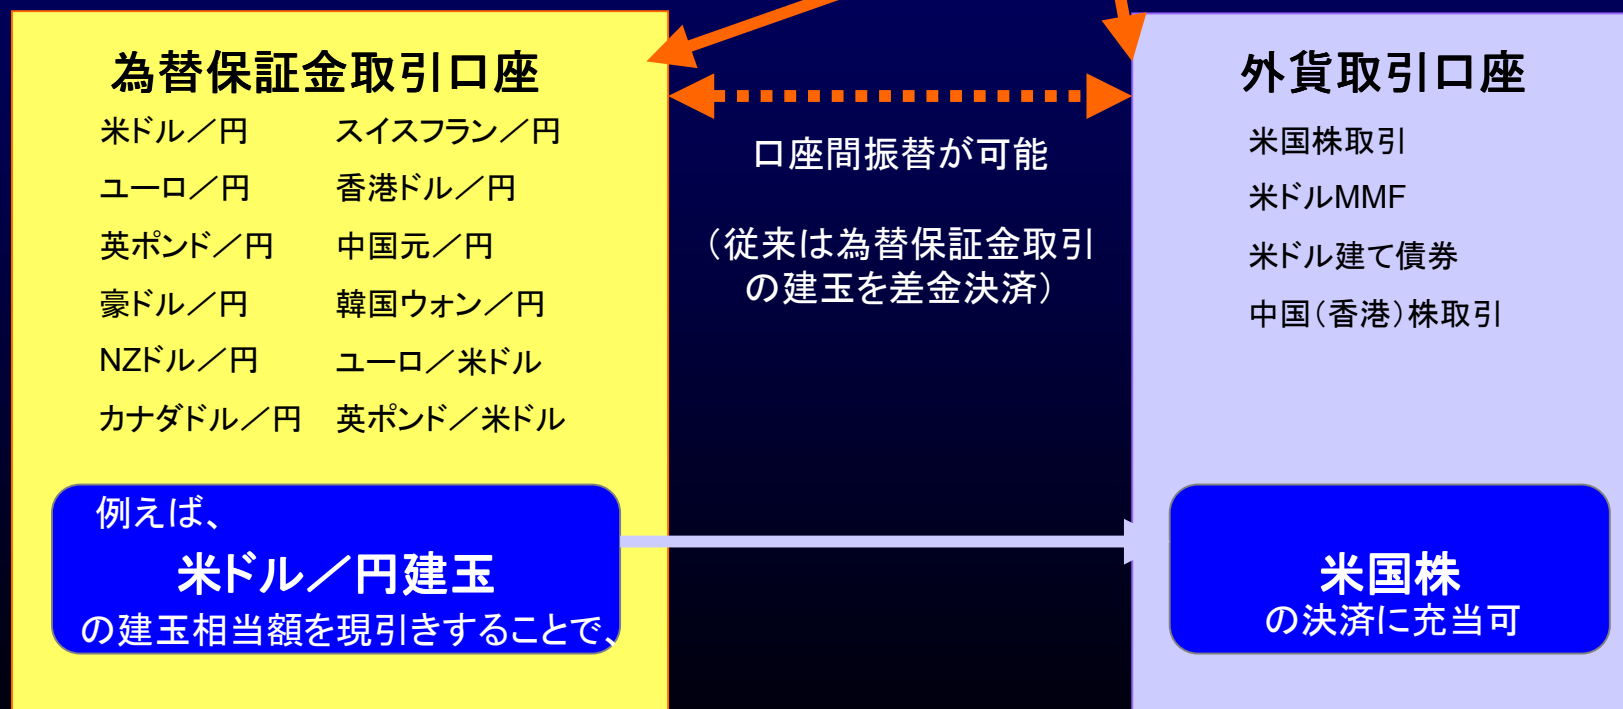 為替保証金取引口座
米ドル／円
ユーロ／円
英ポンド／円
豪ドル／円
NZドル／円
カナダドル／円
スイスフラン／円
香港ドル／円
中国元／円
韓国ウォン／円
ユーロ／米ドル
英ポンド／米ドル
例えば、
米ドル／円建玉
の建玉相当額を現引きすることで、
口座間振替が可能
（従来は為替保証金取引
の建玉を差金決済）
外貨取引口座
米国株取引
米ドルMMF
米ドル建て債券
中国（香港）株取引
米国株
の決済に充当可